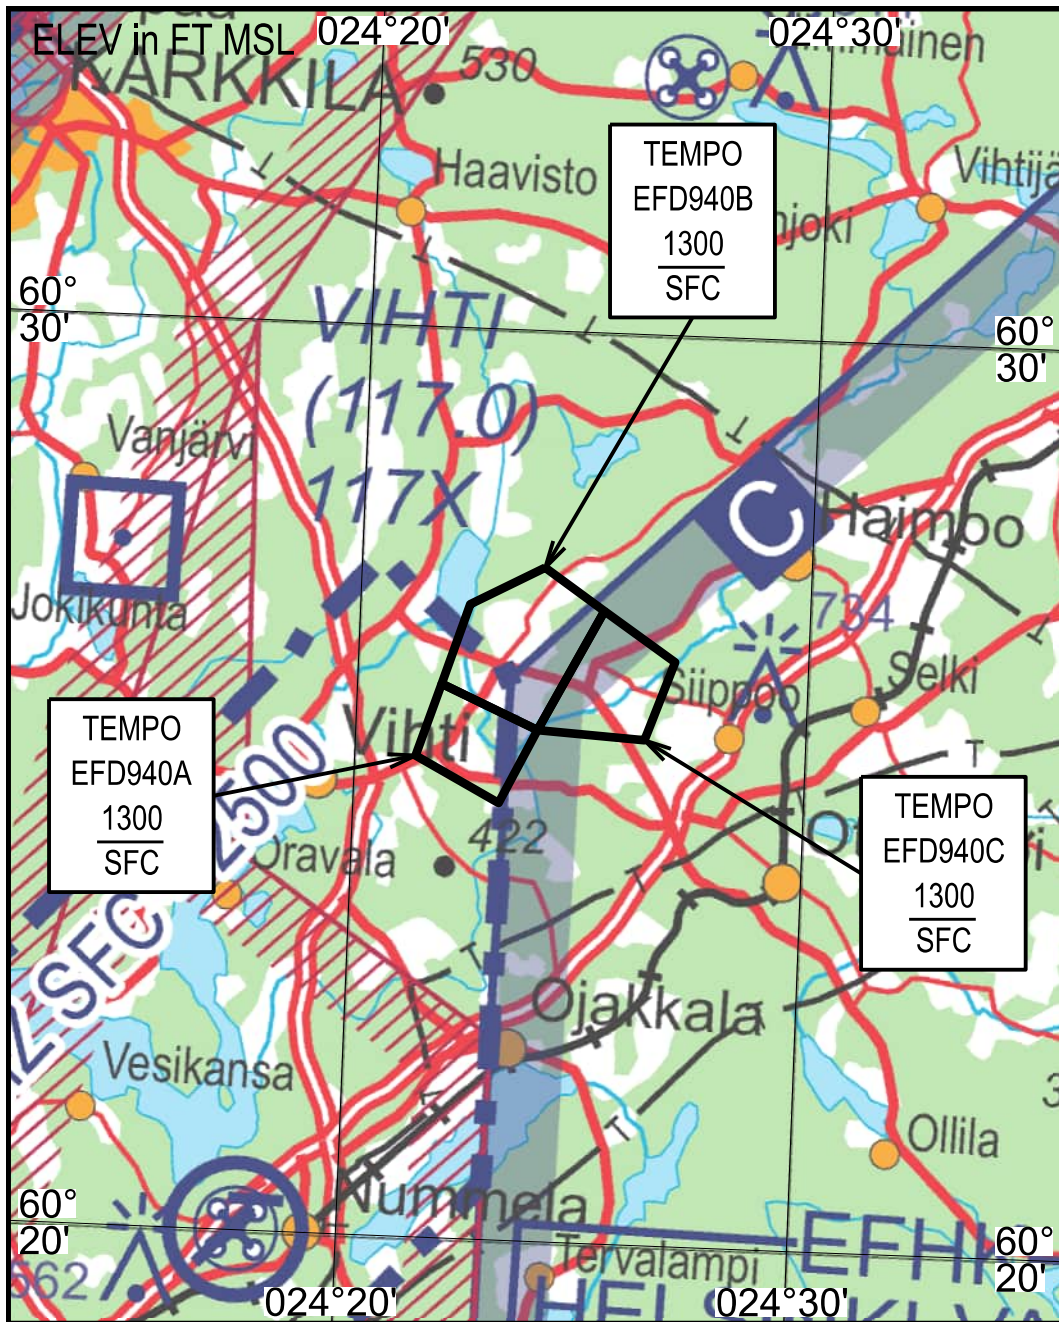 ELEV in FT MSL
024°20'
024°30'
KARKKILA
530
Haavisto
TEMPO
EFD940B
1300
SFC
60°
30'
VIHTI
(117.0)
117X
60°
30'
Vanjärvi
C
Haimoo
Jokikunta
734
Siippoo
Selki
TEMPO
EFD940A
1300
SFC
Vihti
TEMPO
EFD940C
1300
SFC
SFC 2500
422
Oravala
Ojakkala
Vesikansa
Ollila
Nummela
60°
20'
562
Tervalampi
EFH
60°
20'
024°20'
024°30'